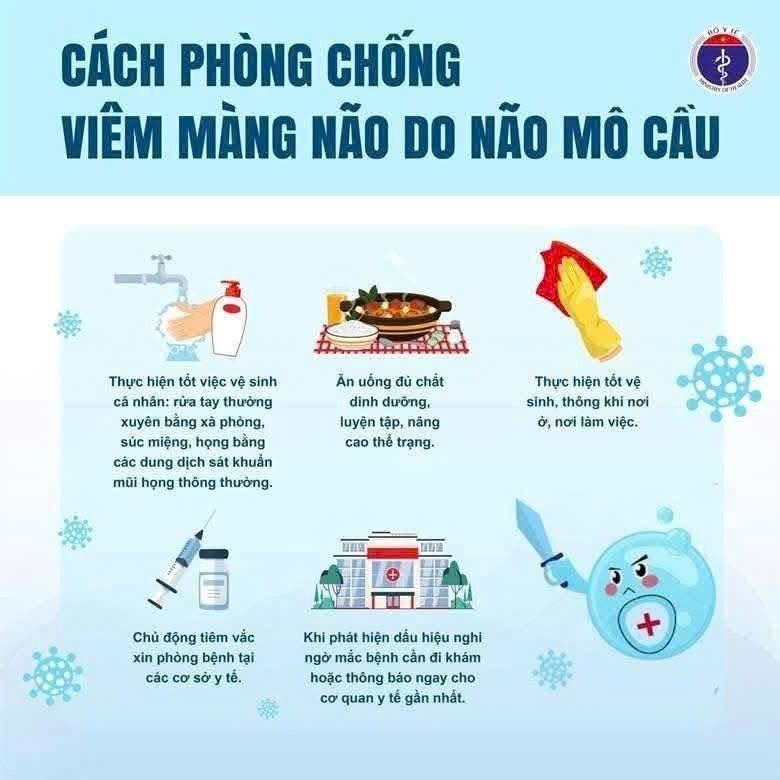 CÁCH PHÒNG CHỐNG
VIÊM MÀNG NÃO DO NÃO MÔ CẦU
BỘ Y TẾ
MINISTRY OF HEALTH
Thực hiện tốt việc vệ sinh
cá nhân: rửa tay thường
xuyên bằng xà phòng,
súc miệng, họng bằng
các dung dịch sát khuẩn
mũi họng thông thường.
Ăn uống đủ chất
dinh dưỡng,
luyện tập, nâng
cao thể trạng.
Thực hiện tốt vệ
sinh, thông khí nơi
ở, nơi làm việc.
Chủ động tiêm vắc
xin phòng bệnh tại
các cơ sở y tế.
Khi phát hiện dấu hiệu nghi
ngờ mắc bệnh cần đi khám
hoặc thông báo ngay cho
cơ quan y tế gần nhất.